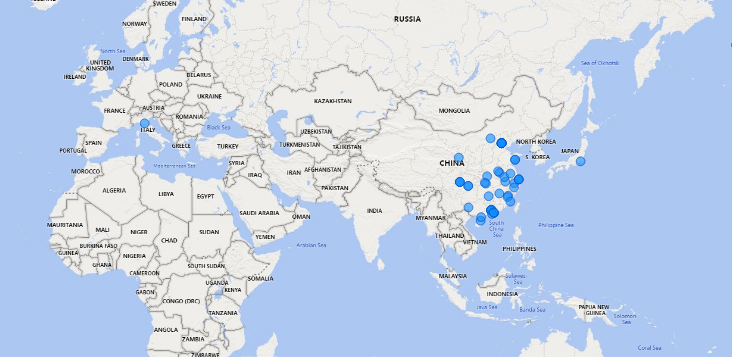 SWEDEN
NORWAY
FINLAND
RUSSIA
North Sea
DENMARK
UNITED
KINGDOM
IRELAND
BELARUS
POLAND
UKRAINE
Sea of Okhotsk
FRANCE
AUSTRIA
ROMANIA
KAZAKHSTAN
MONGOLIA
ITALY
Black Sea
SPAIN
PORTUGAL
GREECE
TURKEY
UZBEKISTAN
TURKMENISTAN
TAJIKISTAN
NORTH KOREA
S. KOREA
JAPAN
Mediterranean Sea
SYRIA
MOROCCO
IRAQ
IRAN
AFGHANISTAN
CHINA
ALGERIA
LIBYA
EGYPT
PAKISTAN
SAUDI ARABIA
OMAN
INDIA
MYANMAR
MAURITANIA
MALI
NIGER
CHAD
SUDAN
YEMEN
Arabian Sea
THAILAND
VIETNAM
South
China
Sea
Philippine Sea
PHILIPPINES
BURKINA FASO
GUINEA
GHANA
NIGERIA
CAMEROON
SOUTH SUDAN
SOMALIA
UGANDA
KENYA
GABON
CONGO (DRC)
TANZANIA
MALAYSIA
Sulawesi
Sea
INDONESIA
Java Sea
Banda Sea
PAPUA NEW
GUINEA
Solomon
Sea
ANGOLA
ZAMBIA
ZIMBABWE
Coral Sea